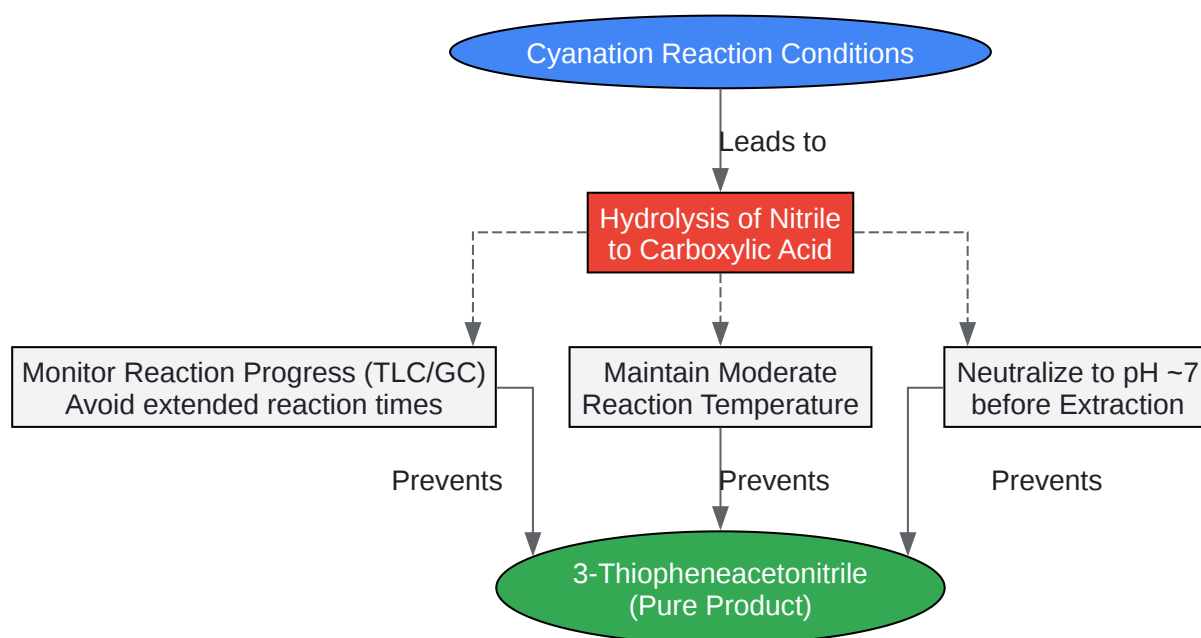 Cyanation Reaction Conditions
Leads to
Hydrolysis of Nitrile
to Carboxylic Acid
Monitor Reaction Progress (TLC/GC)
Avoid extended reaction times
Maintain Moderate
Reaction Temperature
Neutralize to pH ~7
before Extraction
Prevents
Prevents
Prevents
3-Thiopheneacetonitrile
(Pure Product)